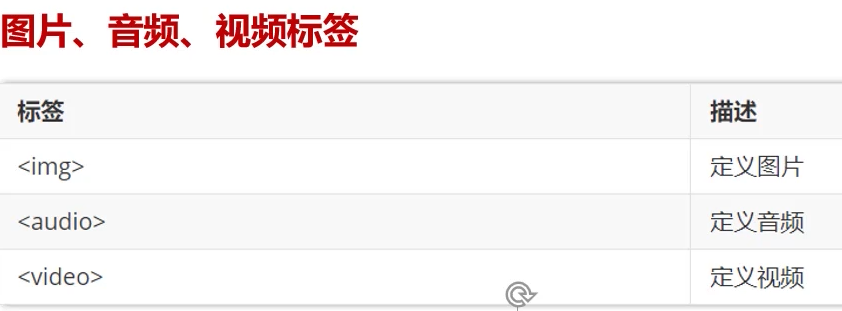 图片、音频、视频标签
标签 描述
<img> 定义图片
<audio> 定义音频
<video> 定义视频